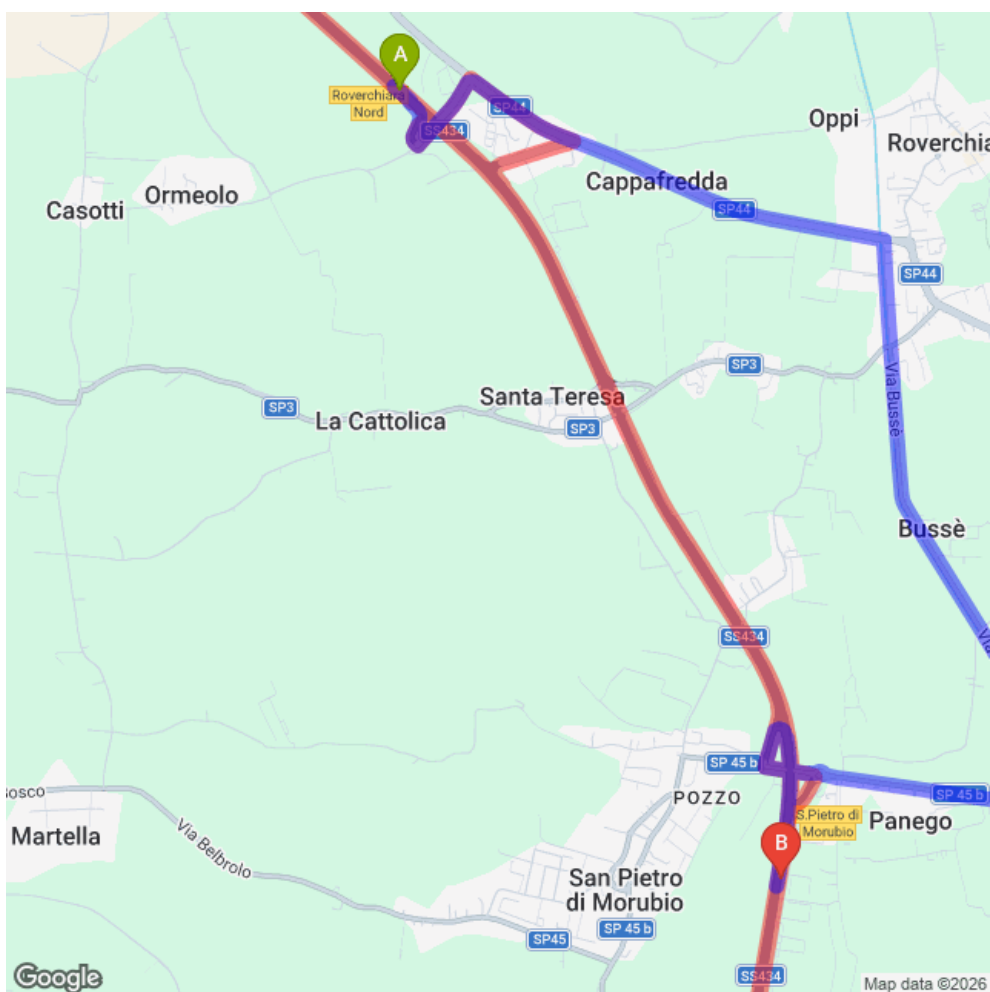 A
Roverchiara
Nord
SS434
SP44
Oppi
Roverchia
Cappafredda
Ormeolo
Casotti
SP44
SP44
SP3
Santa Teresa
SP3
La Cattolica
SP3
Via Bussè
Bussè
SS434
Via
SP 45 b
SP 45 b
POZZO
osco
S.Pietro di
Morubio
Panego
Martella
Via Belbrolo
B
San Pietro
di Morubio
SP45
SP 45 b
SS434
Google
Map data ©2026